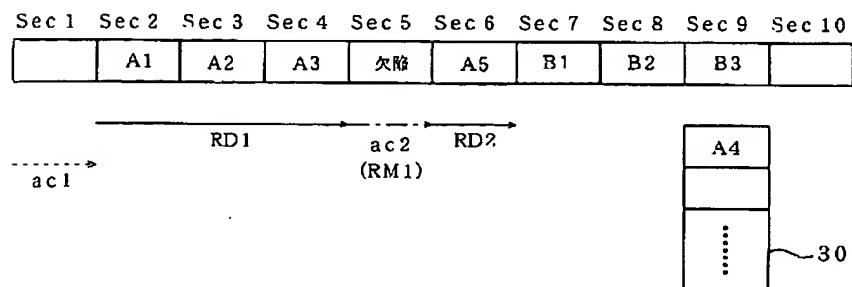 Sec 1 Sec 2 Sec 3 Sec 4 Sec 5 Sec 6 Sec 7 Sec 8 Sec 9 Sec 10
A1 A2 A3 欠陥 A5 B1 B2 B3
RD1 ac2 RD2
(RM1)
A4
ac1
30